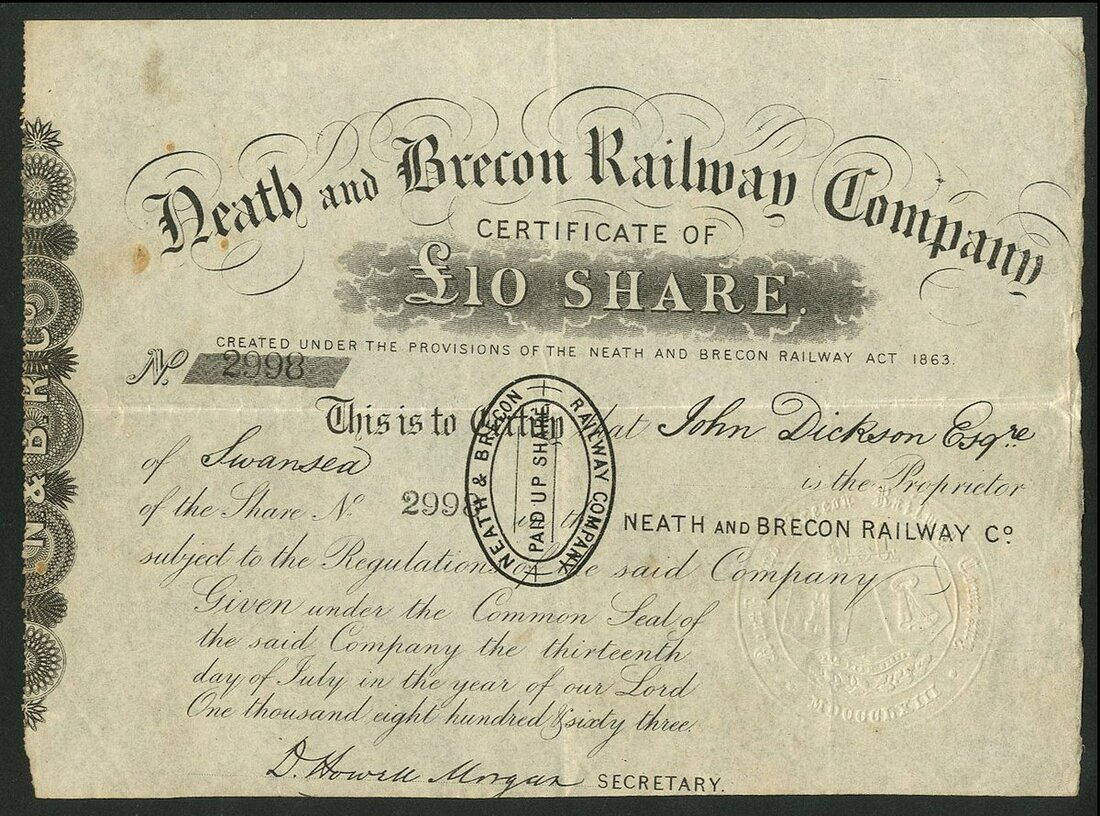 Neath and Brecon Railway Company
CERTIFICATE OF
£10 SHARE.
CREATED UNDER THE PROVISIONS OF THE NEATH AND BRECON RAILWAY ACT 1863.
No 2998
This is to Certify that John Dickson Esqre
of Swansea is the Proprietor
of the Share No. 2998 in the NEATH AND BRECON RAILWAY Co.
subject to the Regulations of the said Company
Given under the Common Seal of
the said Company the thirteenth
day of July in the year of our Lord
One thousand eight hundred & sixty three.
D. Howell Morgan SECRETARY.
NEATH & BRECON RAILWAY COMPANY
PAID UP SHARE
N & B R C
MDCCCLXII